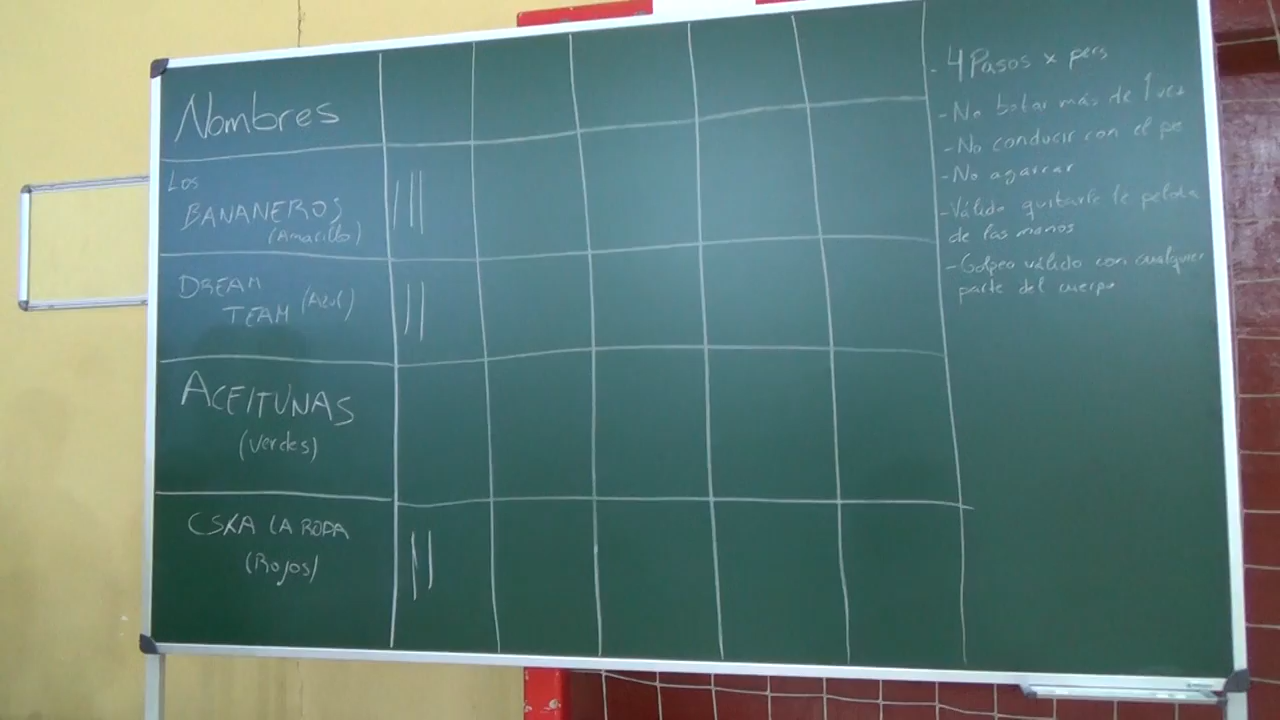 Nombres
Los
BANANEROS
(Amarillo)
DREAM
TEAM (Azul)
ACEITUNAS
(Verdes)
CSKA LA ROPA
(Rojos)
- 4 Pasos x pers
- No botar más de 1 vez
- No conducir con el pe
- No agarrar
- Válido quitarle la pelota
de las manos
- Golpeo válido con cualquier
parte del cuerpo